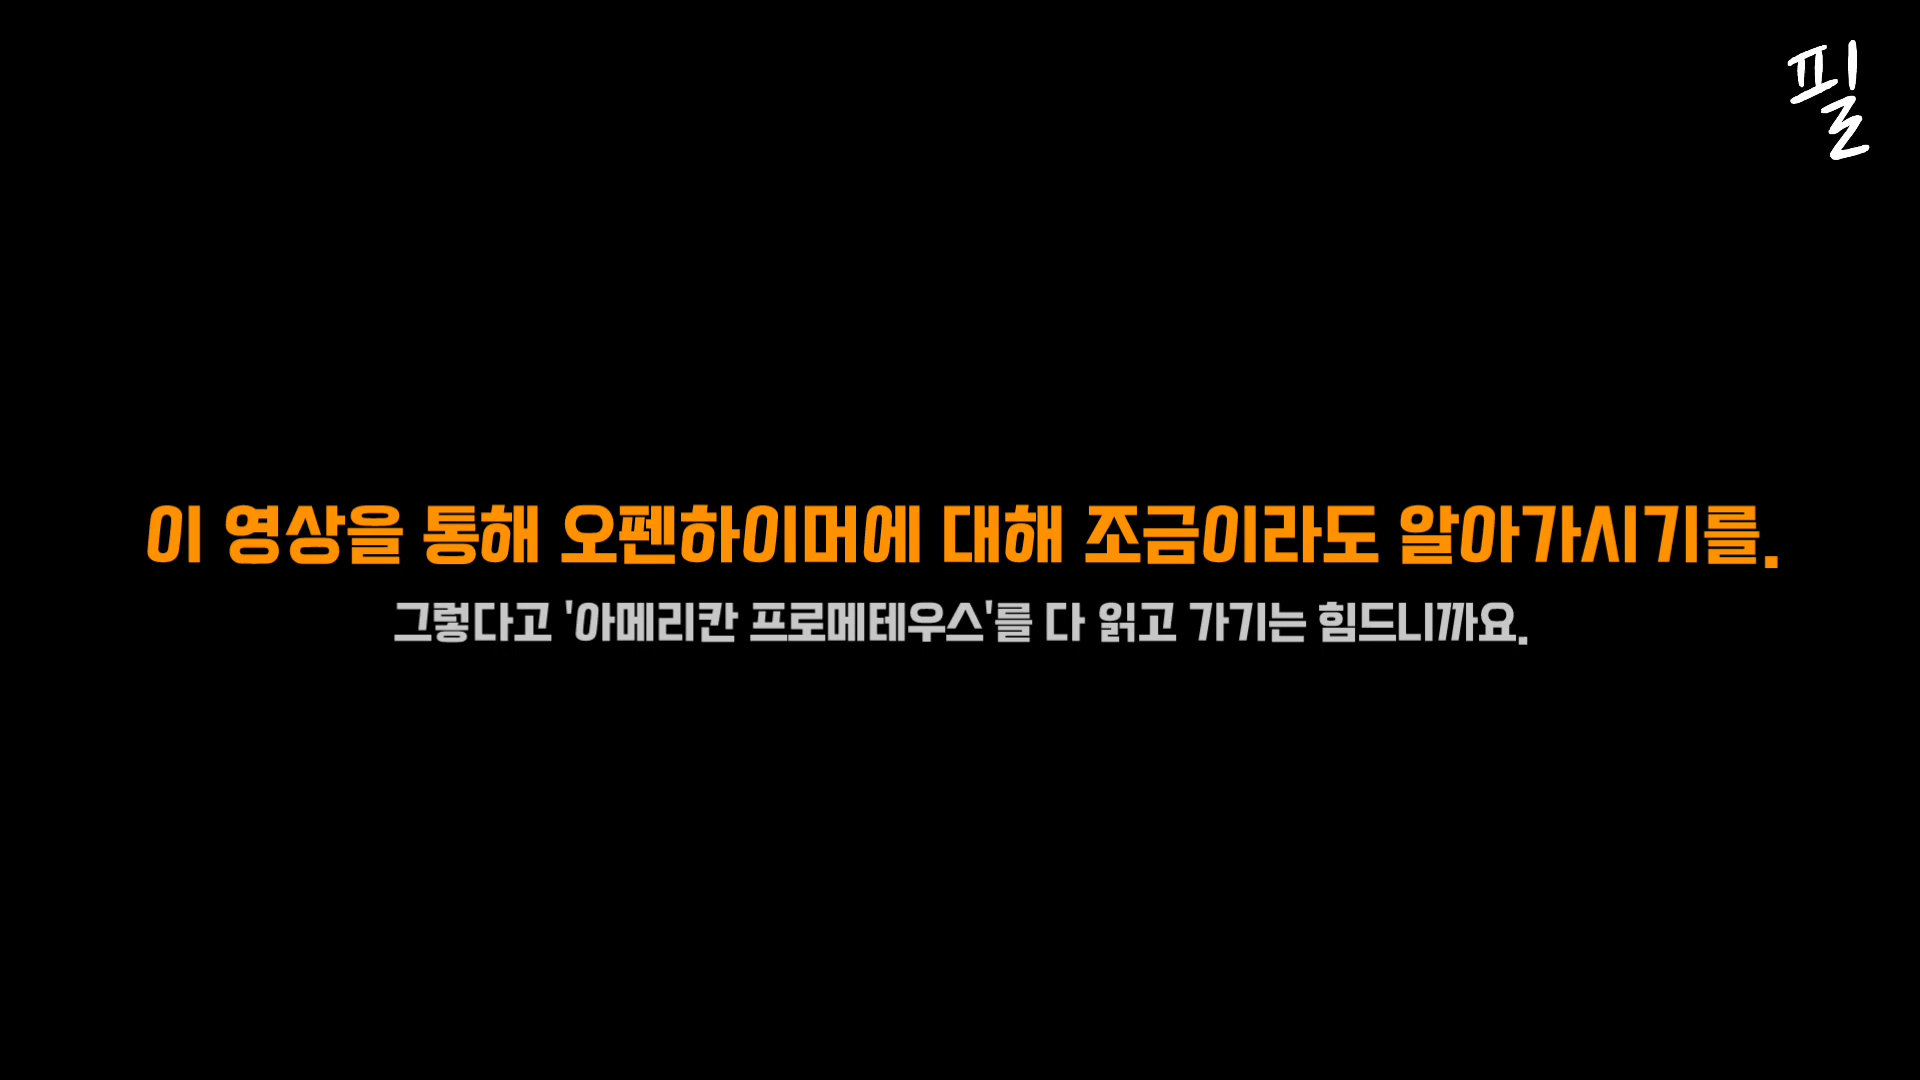 필
이 영상을 통해 오펜하이머에 대해 조금이라도 알아가시기를.
그렇다고 '아메리칸 프로메테우스'를 다 읽고 가기는 힘드니까요.